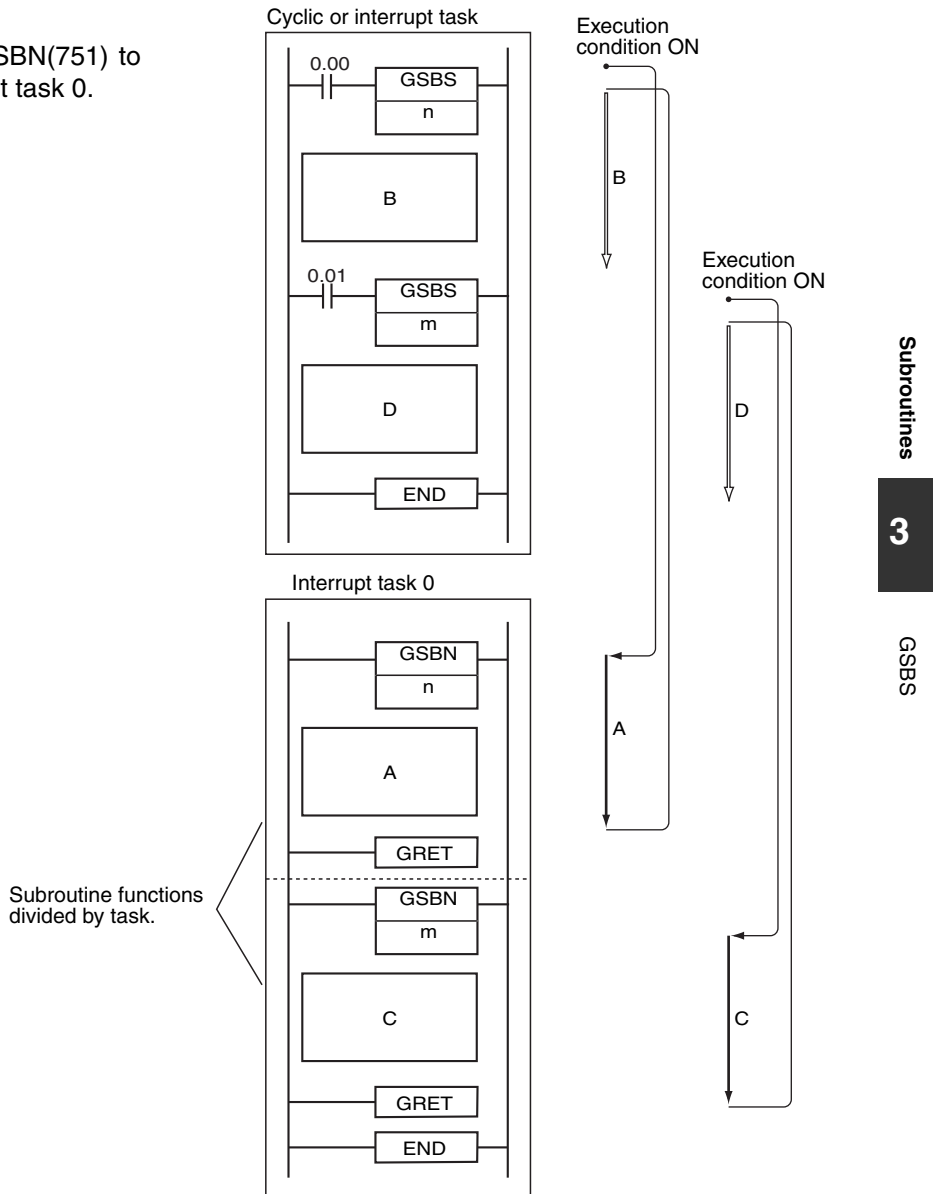 SBN(751) to
t task 0.
Cyclic or interrupt task
0.00
GSBS
n
B
0.01
GSBS
m
D
END
Execution
condition ON
B
Execution
condition ON
D
Interrupt task 0
GSBN
n
A
GRET
GSBN
m
C
GRET
END
A
C
Subroutine functions
divided by task.
Subroutines
3
GSBS